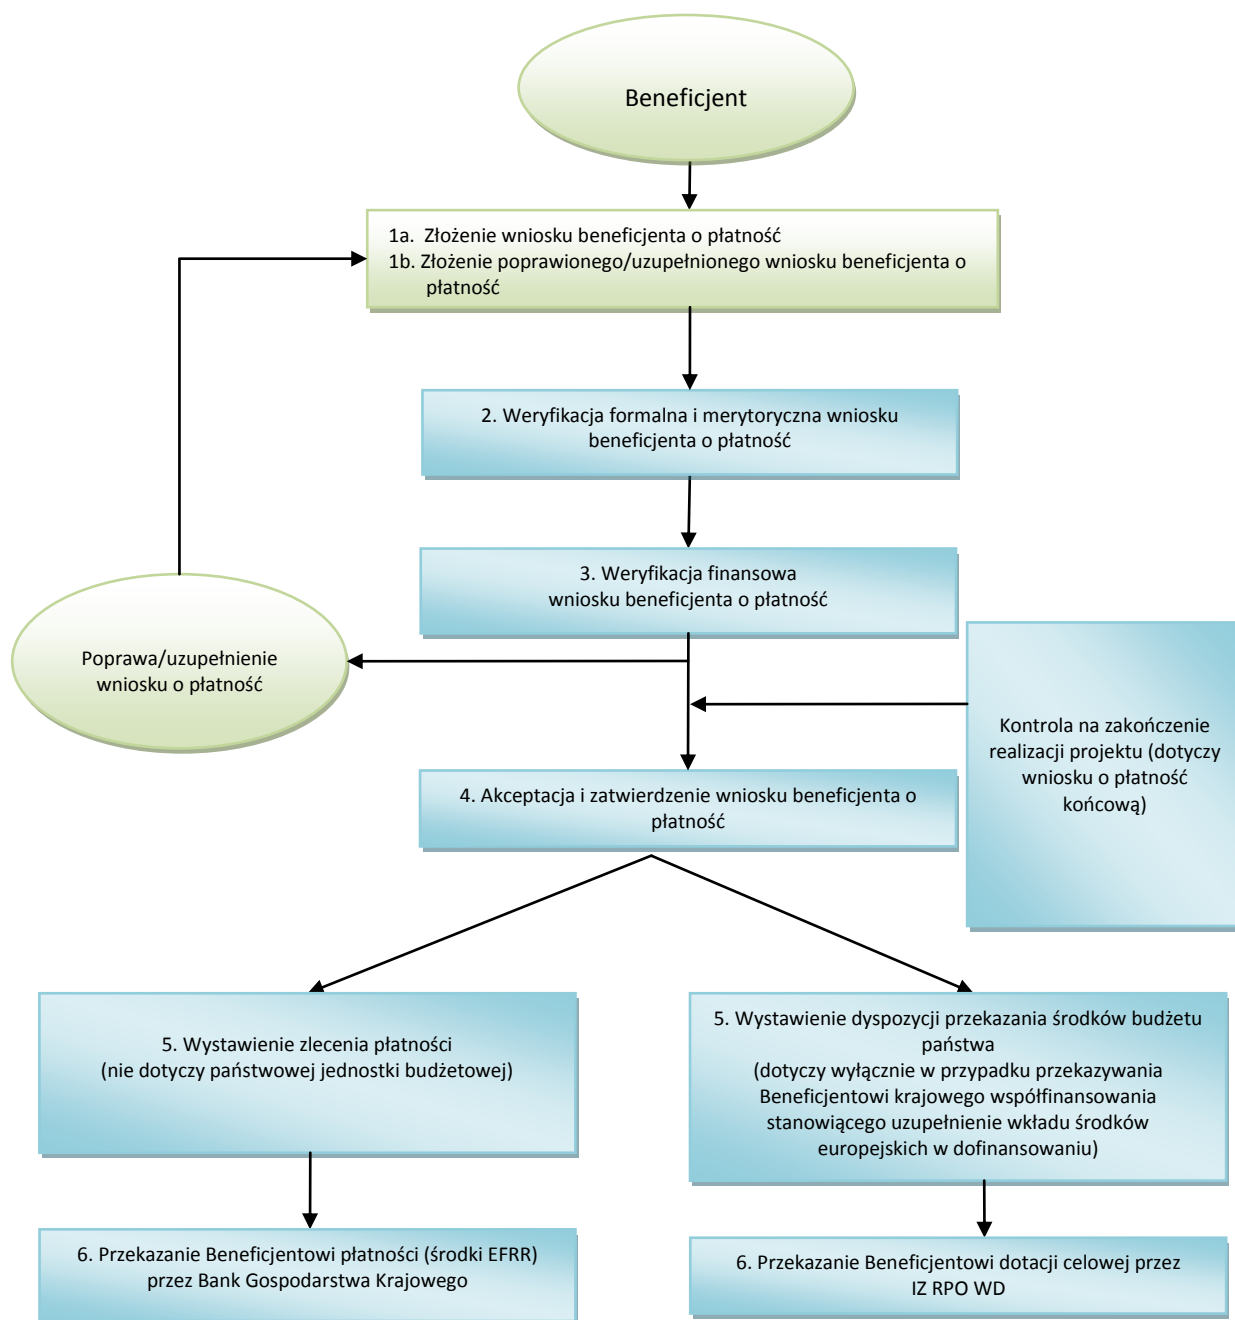 Beneficjent
1a. Złożenie wniosku beneficjenta o płatność
1b. Złożenie poprawionego/uzupełnionego wniosku beneficjenta o
płatność
2. Weryfikacja formalna i merytoryczna wniosku
beneficjenta o płatność
3. Weryfikacja finansowa
wniosku beneficjenta o płatność
Poprawa/uzupełnienie
wniosku o płatność
Kontrola na zakończenie
realizacji projektu (dotyczy
wniosku o płatność
końcową)
4. Akceptacja i zatwierdzenie wniosku beneficjenta o
płatność
5. Wystawienie zlecenia płatności
(nie dotyczy państwowej jednostki budżetowej)
5. Wystawienie dyspozycji przekazania środków budżetu
państwa
(dotyczy wyłącznie w przypadku przekazywania
Beneficjentowi krajowego współfinansowania
stanowiącego uzupełnienie wkładu środków
europejskich w dofinansowaniu)
6. Przekazanie Beneficjentowi płatności (środki EFRR)
przez Bank Gospodarstwa Krajowego
6. Przekazanie Beneficjentowi dotacji celowej przez
IZ RPO WD